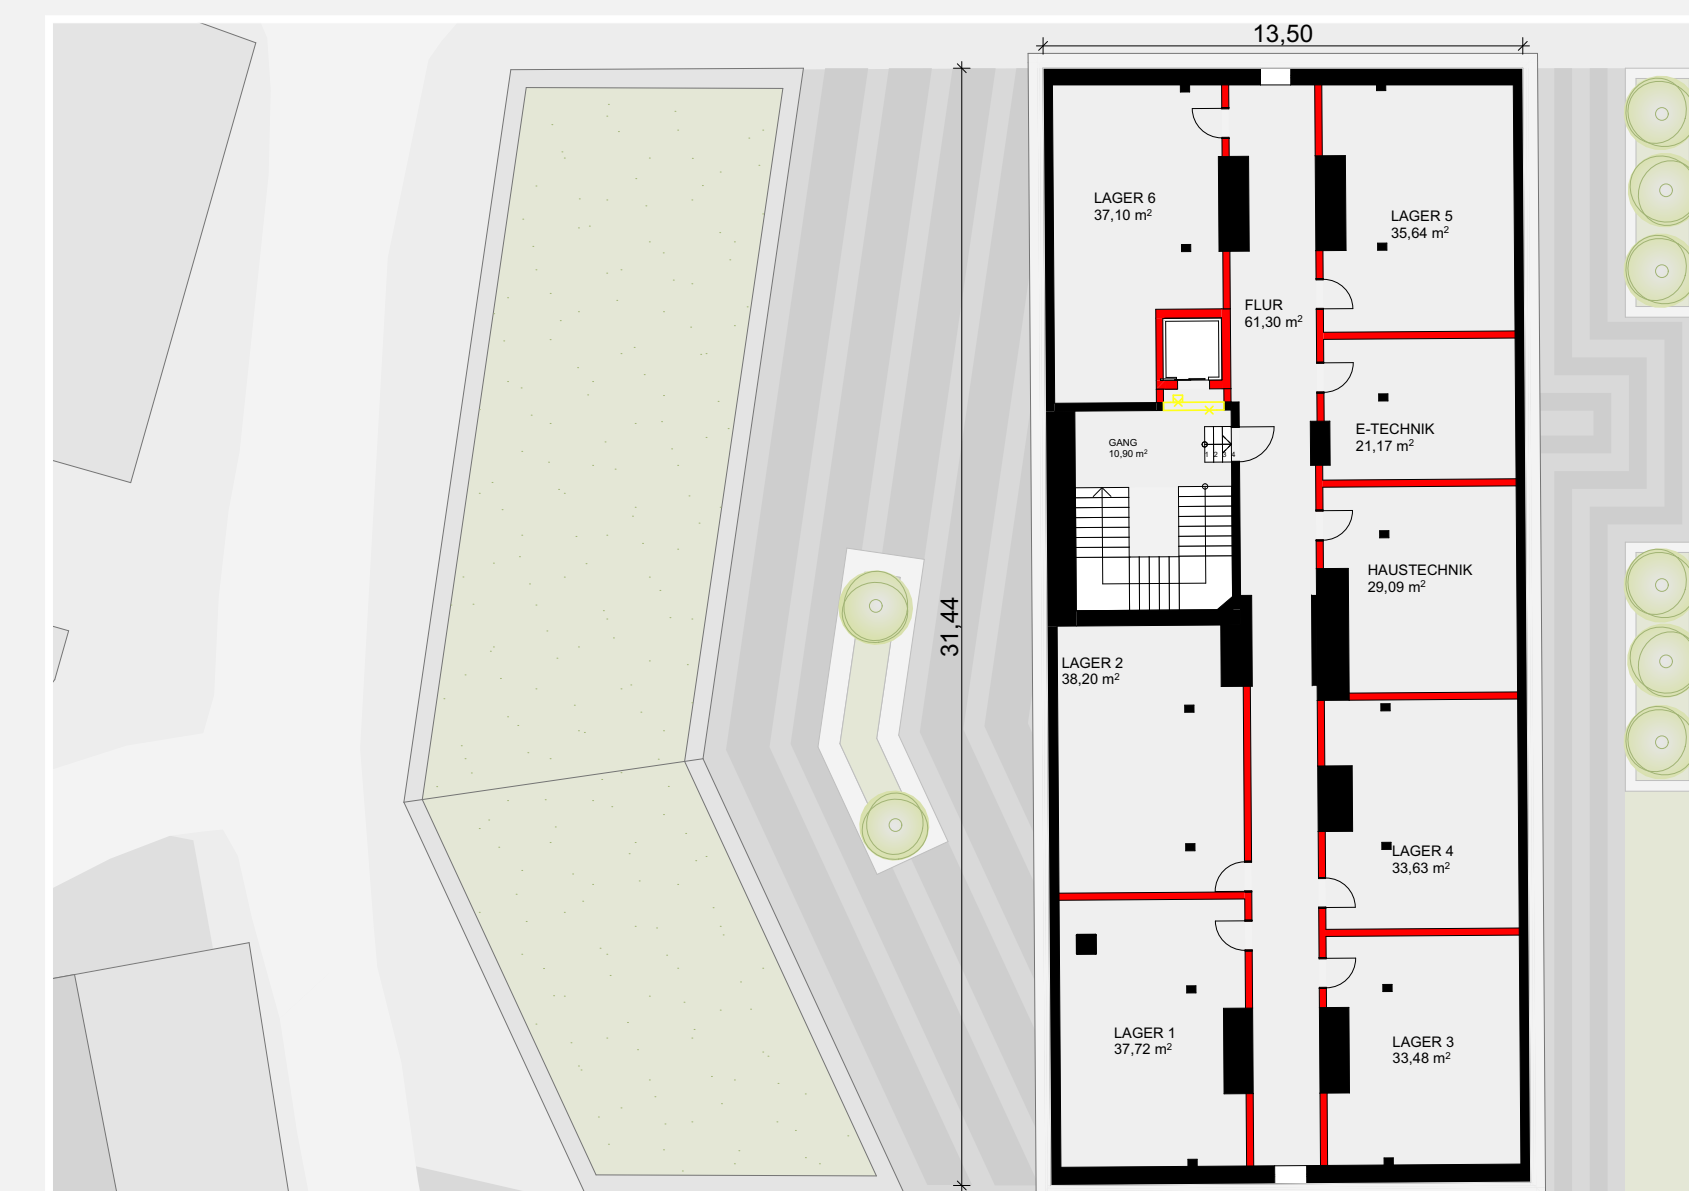 13,50
31,44
LAGER 6
37,10 m²
LAGER 5
35,64 m²
FLUR
61,30 m²
E-TECHNIK
21,17 m²
GANG
10,90 m²
1 2 3 4
HAUSTECHNIK
29,09 m²
LAGER 2
38,20 m²
LAGER 4
33,63 m²
LAGER 1
37,72 m²
LAGER 3
33,48 m²